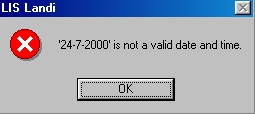 LIS Landi
'24-7-2000' is not a valid date and time.
OK